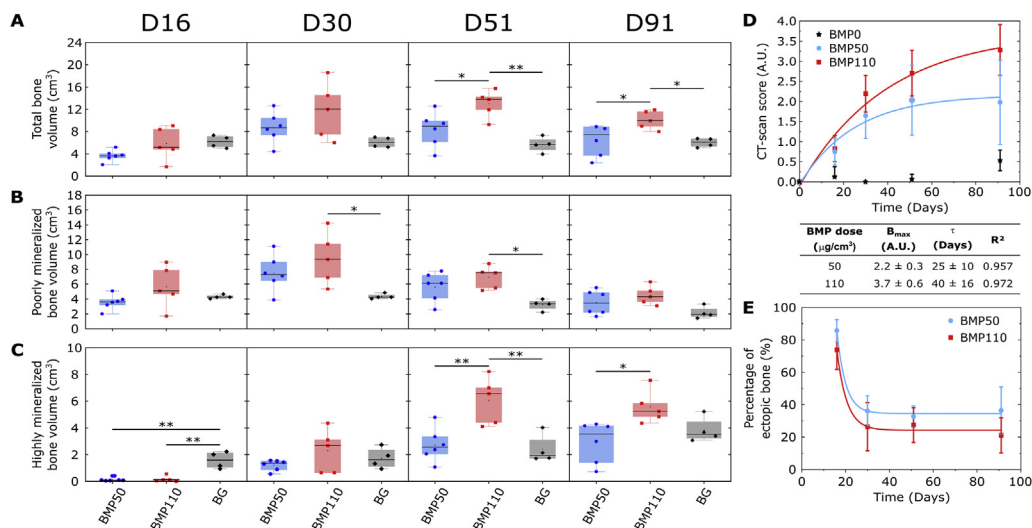 A
D16
D30
D51
D91
Total bone
volume (cm³)
24
20
16
12
8
4
0
*
**
*
*
B
Poorly mineralized
bone volume (cm³)
18
16
14
12
10
8
6
4
2
0
*
*
C
Highly mineralized
bone volume (cm³)
10
8
6
4
2
0
**
**
**
**
*
BMP50
BMP110
BG
BMP50
BMP110
BG
BMP50
BMP110
BG
BMP50
BMP110
BG
D
CT-scan score (A.U.)
4.0
3.5
3.0
2.5
2.0
1.5
1.0
0.5
0.0
BMP0
BMP50
BMP110
0
20
40
60
80
100
Time (Days)
BMP dose Bmax τ R²
(μg/cm³) (A.U.) (Days)
50 2.2 ± 0.3 25 ± 10 0.957
110 3.7 ± 0.6 40 ± 16 0.972
E
Percentage of
ectopic bone (%)
100
80
60
40
20
0
BMP50
BMP110
0
20
40
60
80
100
Time (Days)